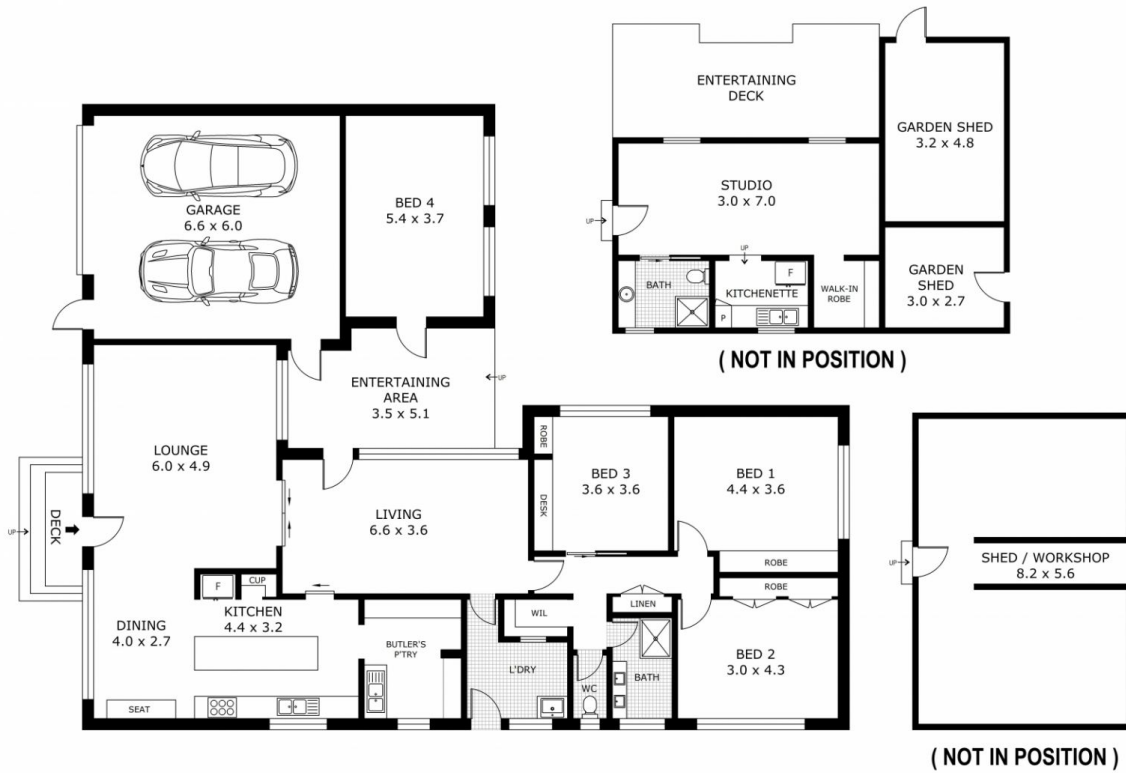 ENTERTAINING
DECK
GARDEN SHED
3.2 x 4.8
STUDIO
3.0 x 7.0
UP
UP
BATH
KITCHENETTE
F
P
WALK-IN
ROBE
GARDEN
SHED
3.0 x 2.7
( NOT IN POSITION )
GARAGE
6.6 x 6.0
BED 4
5.4 x 3.7
ENTERTAINING
AREA
3.5 x 5.1
UP
LOUNGE
6.0 x 4.9
UP
DECK
LIVING
6.6 x 3.6
ROBE
DESK
BED 3
3.6 x 3.6
BED 1
4.4 x 3.6
ROBE
ROBE
F
CUP
KITCHEN
4.4 x 3.2
DINING
4.0 x 2.7
SEAT
BUTLER'S
P'TRY
WIL
L'DRY
WC
LINEN
BATH
BED 2
3.0 x 4.3
UP
SHED / WORKSHOP
8.2 x 5.6
( NOT IN POSITION )